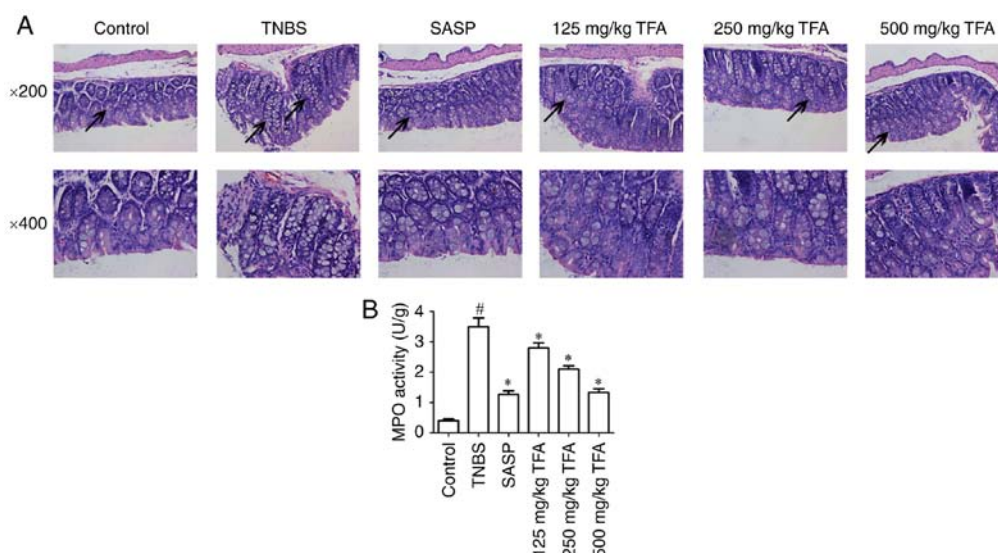 A
Control TNBS SASP 125 mg/kg TFA 250 mg/kg TFA 500 mg/kg TFA
×200
×400
B
MPO activity (U/g)
4
3
2
1
0
#
*
*
*
*
Control
TNBS
SASP
125 mg/kg TFA
250 mg/kg TFA
500 mg/kg TFA